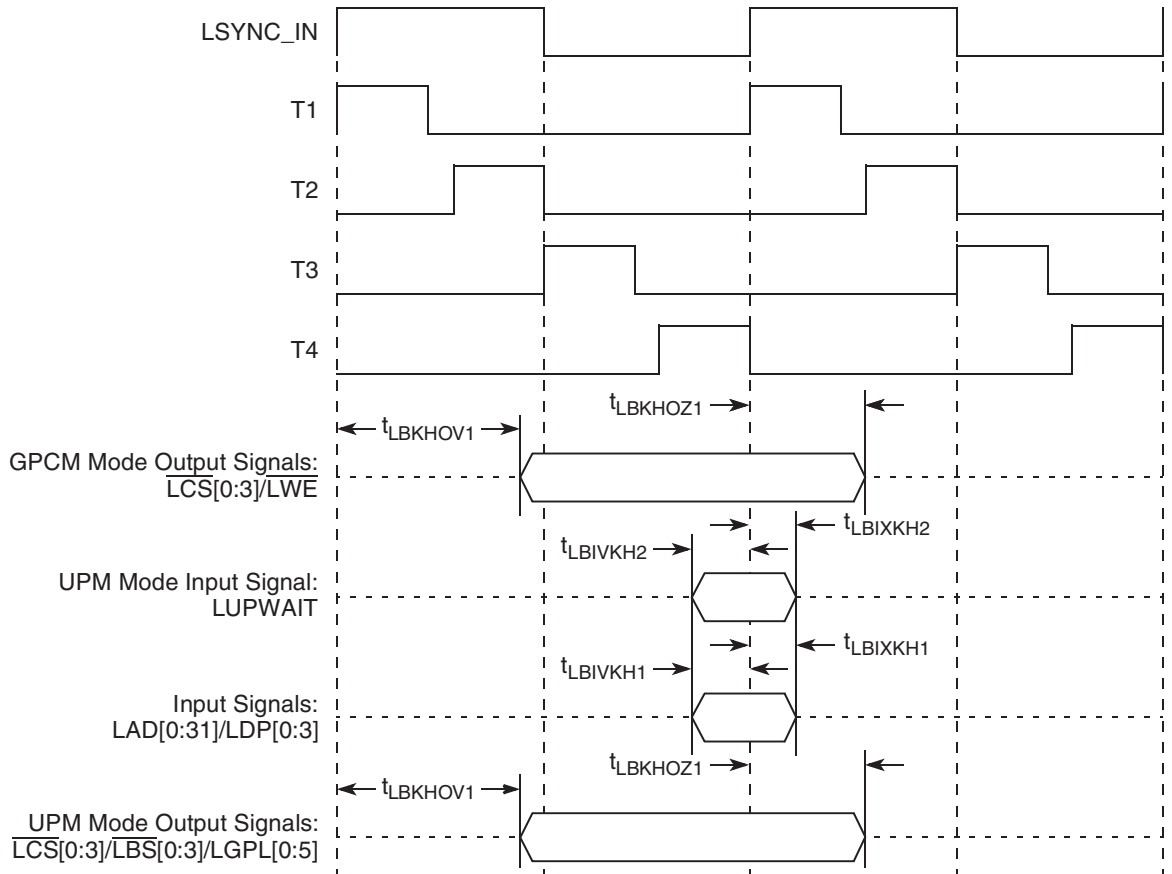 LSYNC_IN
T1
T2
T3
T4
tLBKHOZ1
tLBKHOV1
GPCM Mode Output Signals:
LCS[0:3]/LWE
tLBIXKH2
tLBIVKH2
UPM Mode Input Signal:
LUPWAIT
tLBIXKH1
tLBIVKH1
Input Signals:
LAD[0:31]/LDP[0:3]
tLBKHOZ1
tLBKHOV1
UPM Mode Output Signals:
LCS[0:3]/LBS[0:3]/LGPL[0:5]